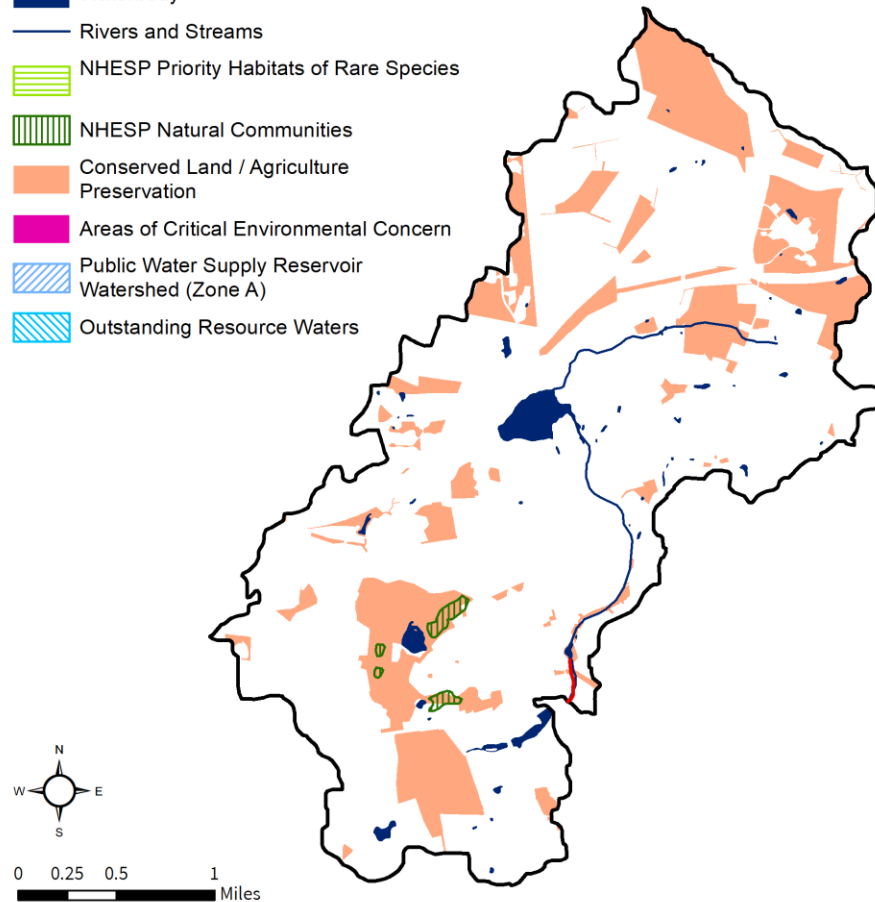 Rivers and Streams
NHESP Priority Habitats of Rare Species
NHESP Natural Communities
Conserved Land / Agriculture
Preservation
Areas of Critical Environmental Concern
Public Water Supply Reservoir
Watershed (Zone A)
Outstanding Resource Waters
N
W E
S
0 0.25 0.5 1
Miles